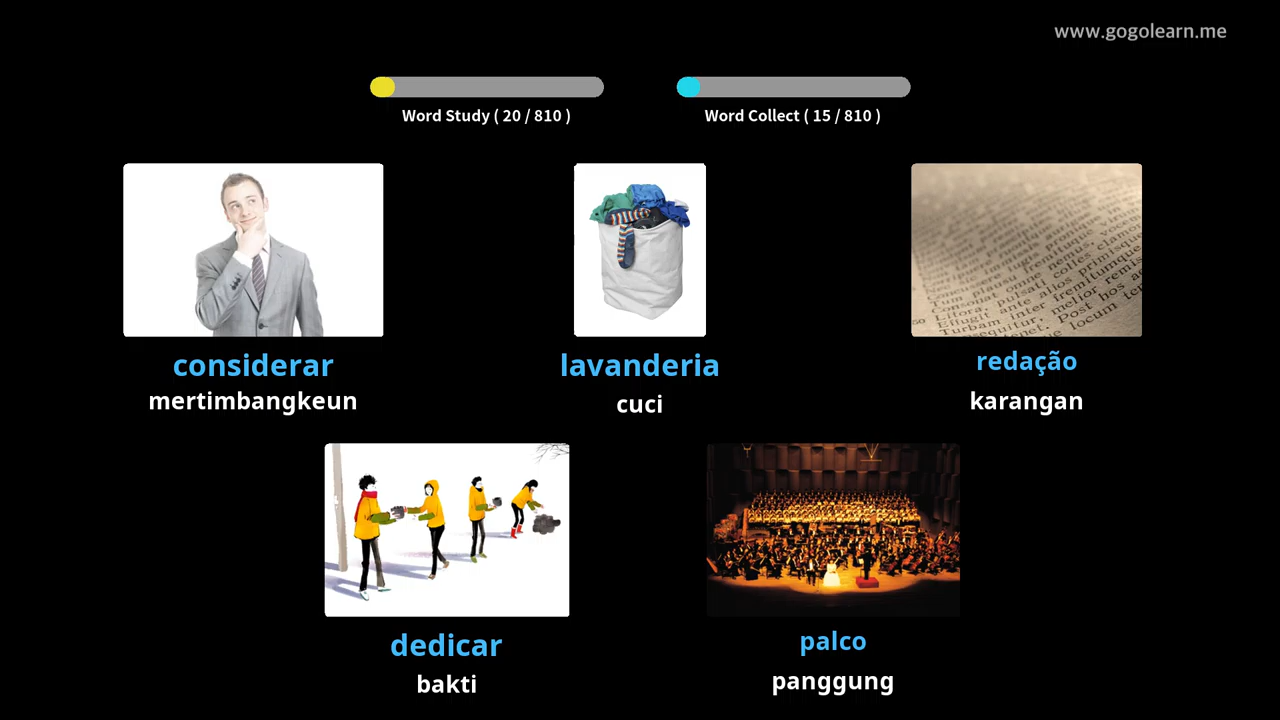 www.gogolearn.me
Word Study ( 20 / 810 )
Word Collect ( 15 / 810 )
considerar
mertimbangkeun
lavanderia
cuci
redação
karangan
dedicar
bakti
palco
panggung